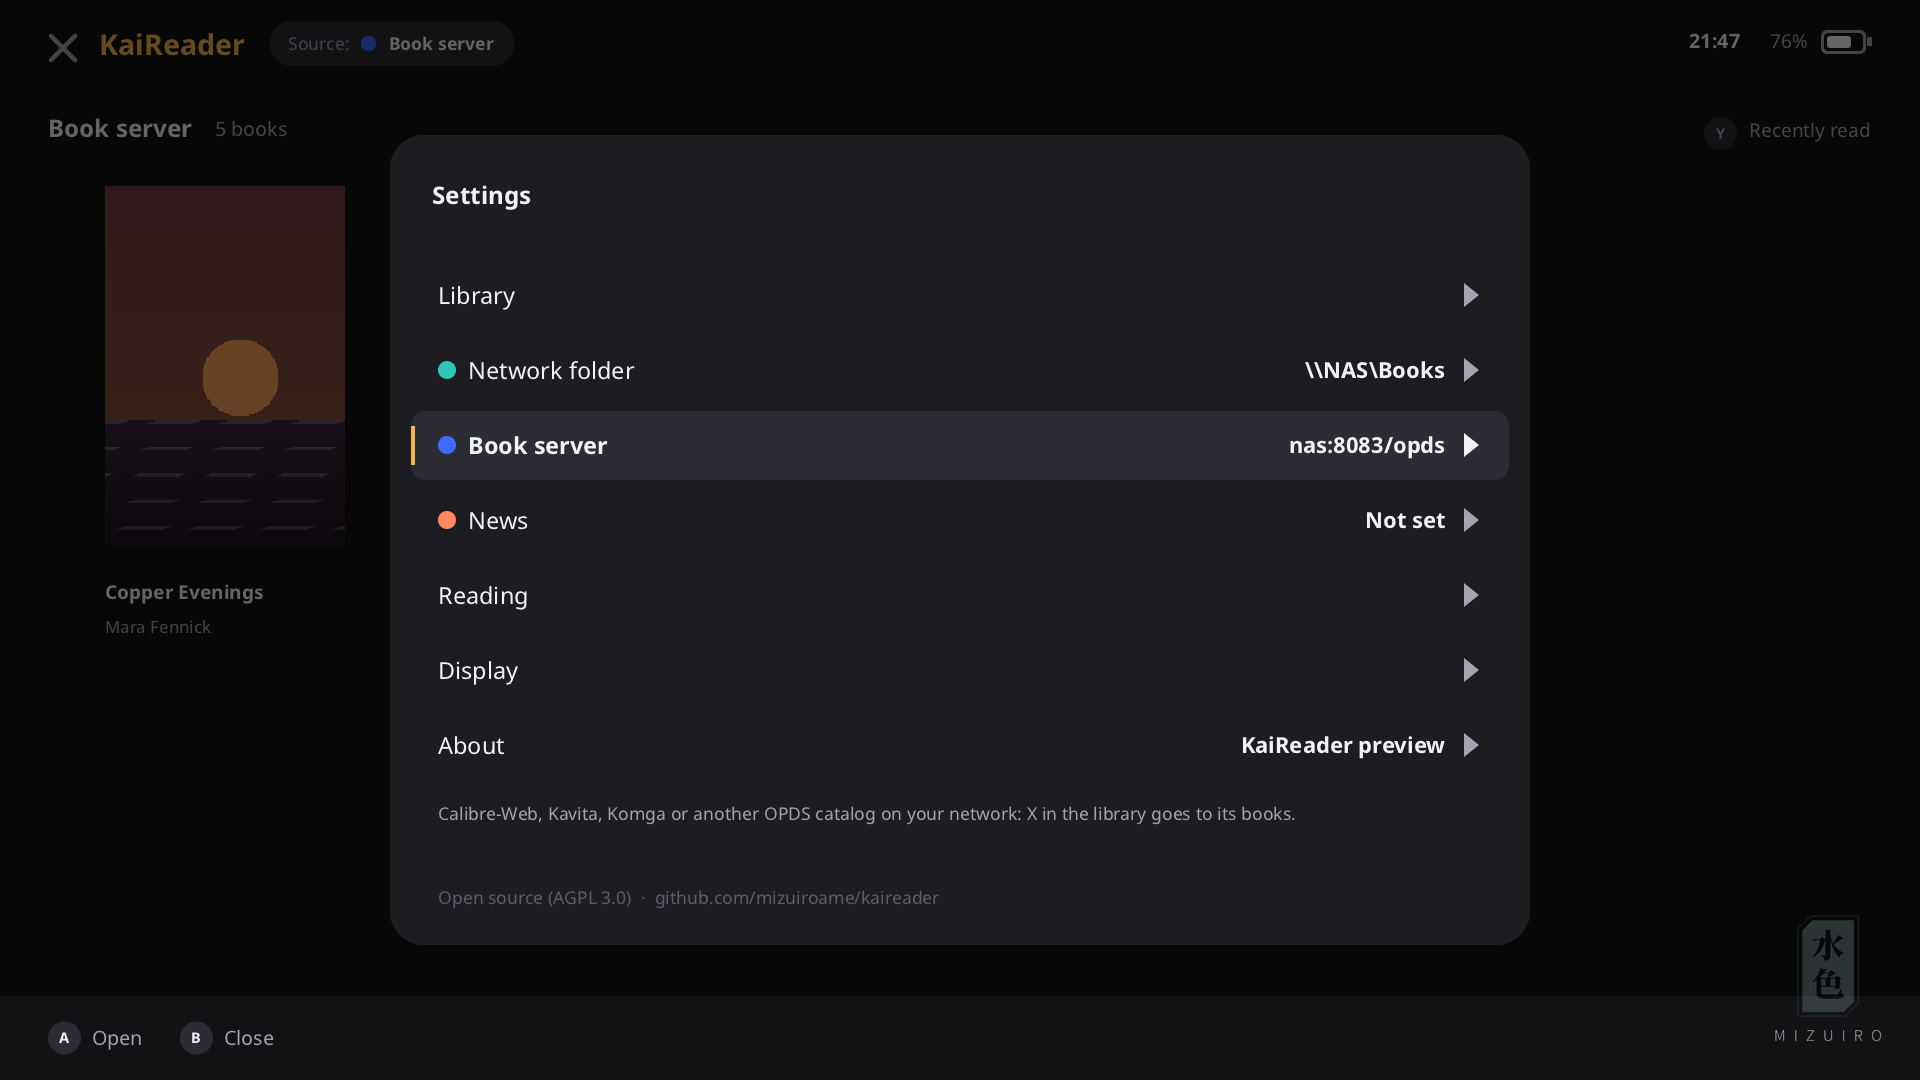 KaiReader
Source: Book server
21:47
76%
Book server 5 books
Y Recently read
Copper Evenings
Mara Fennick
Settings
Library
Network folder \\NAS\Books
Book server nas:8083/opds
News Not set
Reading
Display
About KaiReader preview
Calibre-Web, Kavita, Komga or another OPDS catalog on your network: X in the library goes to its books.
Open source (AGPL 3.0) · github.com/mizuiroame/kaireader
A Open
B Close
水色
MIZUIRO